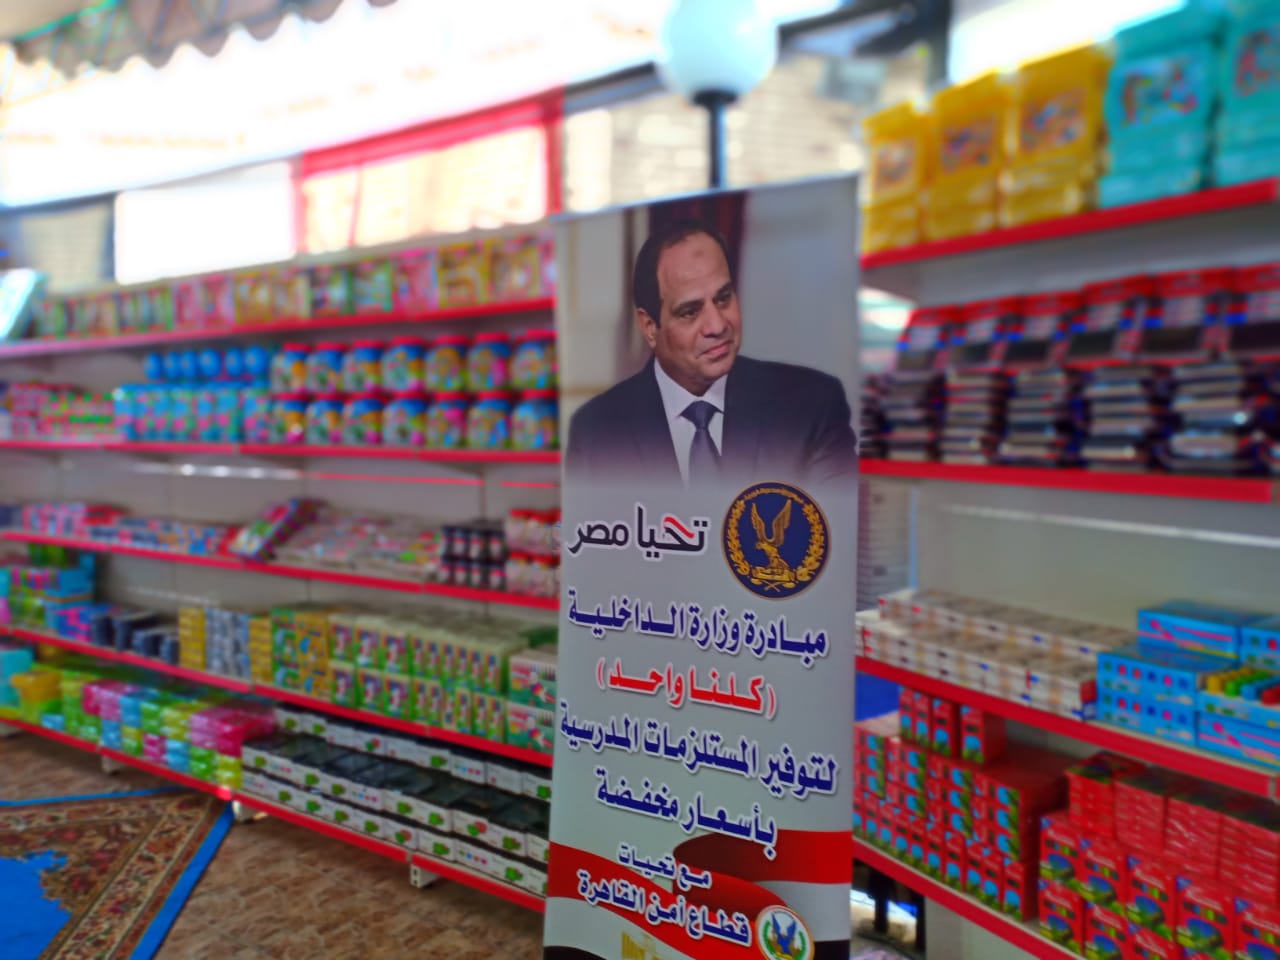 تحيا مصر
مبادرة وزارة الداخلية
(كلنا واحد)
لتوفير المستلزمات المدرسية
بأسعار مخفضة
مع تحيات
قطاع أمن القاهرة